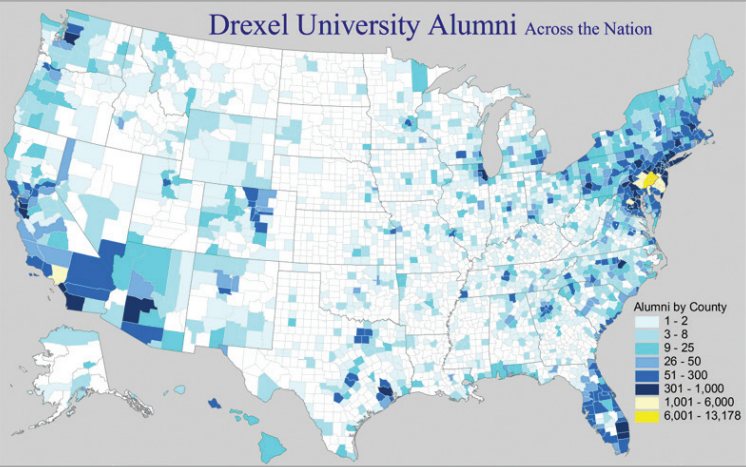 Drexel University Alumni Across the Nation
Alumni by County
1 - 2
3 - 8
9 - 25
26 - 50
51 - 300
301 - 1,000
1,001 - 6,000
6,001 - 13,178